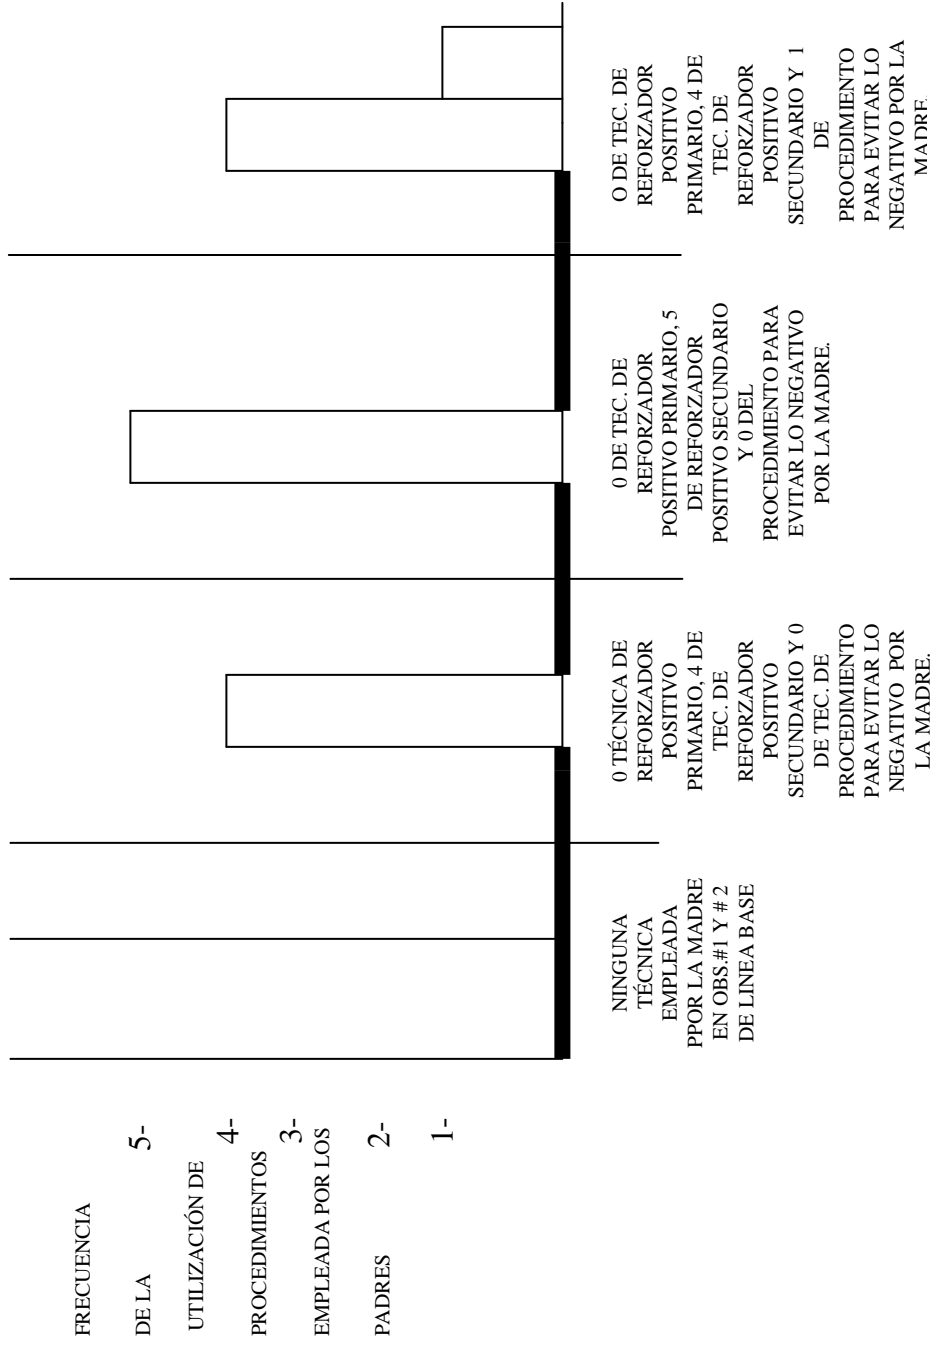 FRECUENCIA
DE LA
UTILIZACIÓN DE
PROCEDIMIENTOS
EMPLEADA POR LOS
PADRES
5-
4-
3-
2-
1-
NINGUNA
TÉCNICA
EMPLEADA
PPOR LA MADRE
EN OBS.#1 Y # 2
DE LINEA BASE
0 TÉCNICA DE
REFORZADOR
POSITIVO
PRIMARIO, 4 DE
TEC. DE
REFORZADOR
POSITIVO
SECUNDARIO Y 0
DE TEC. DE
PROCEDIMIENTO
PARA EVITAR LO
NEGATIVO POR
LA MADRE.
0 DE TEC. DE
REFORZADOR
POSITIVO PRIMARIO, 5
DE REFORZADOR
POSITIVO SECUNDARIO
Y 0 DEL
PROCEDIMIENTO PARA
EVITAR LO NEGATIVO
POR LA MADRE.
O DE TEC. DE
REFORZADOR
POSITIVO
PRIMARIO, 4 DE
TEC. DE
REFORZADOR
POSITIVO
SECUNDARIO Y 1
DE
PROCEDIMIENTO
PARA EVITAR LO
NEGATIVO POR LA
MADRE.